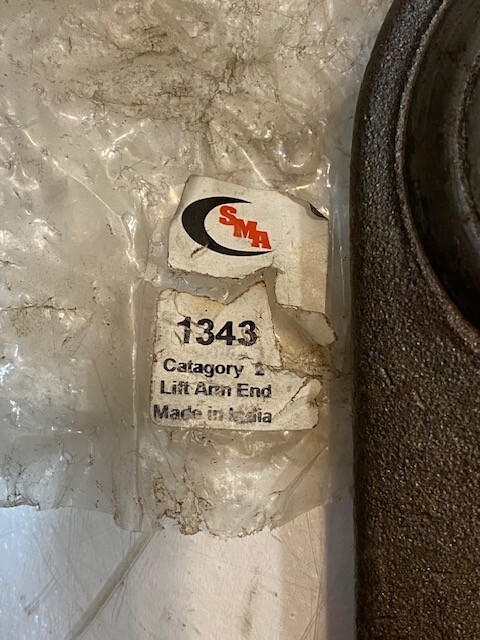 SMA
1343
Catagory 2
Lift Arm End
Made in India